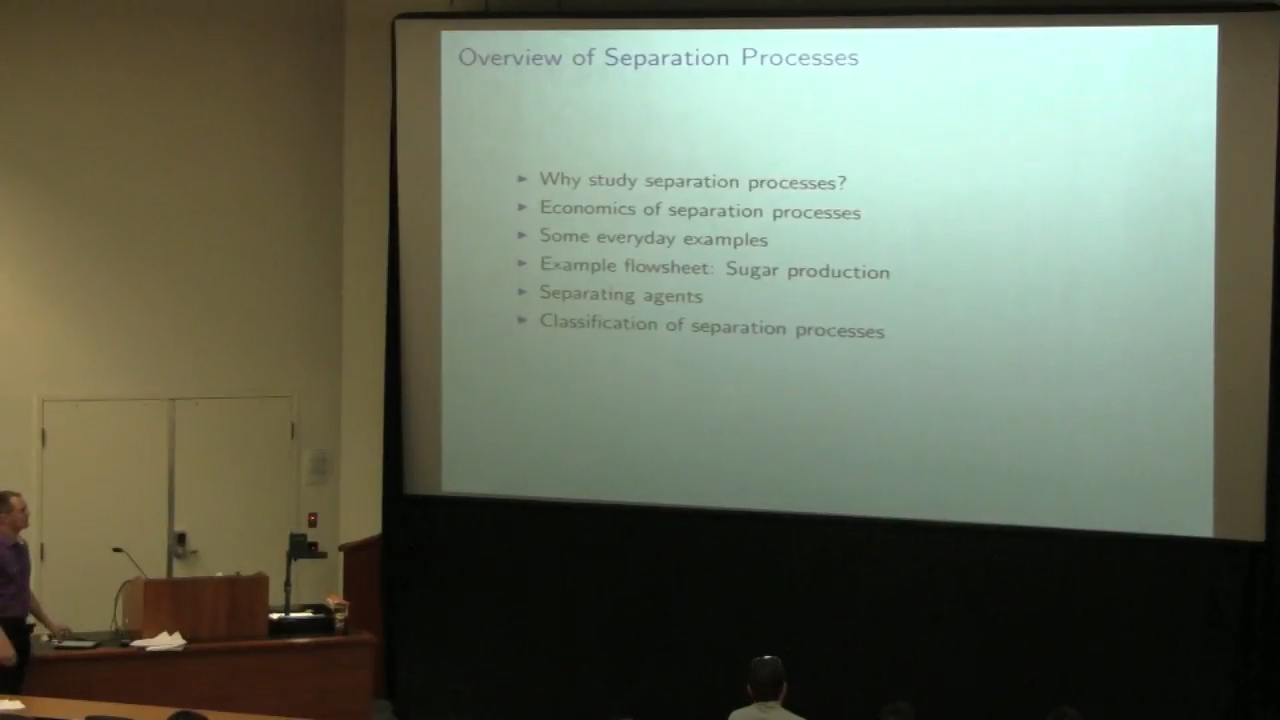 Overview of Separation Processes
Why study separation processes?
Economics of separation processes
Some everyday examples
Example flowsheet: Sugar production
Separating agents
Classification of separation processes